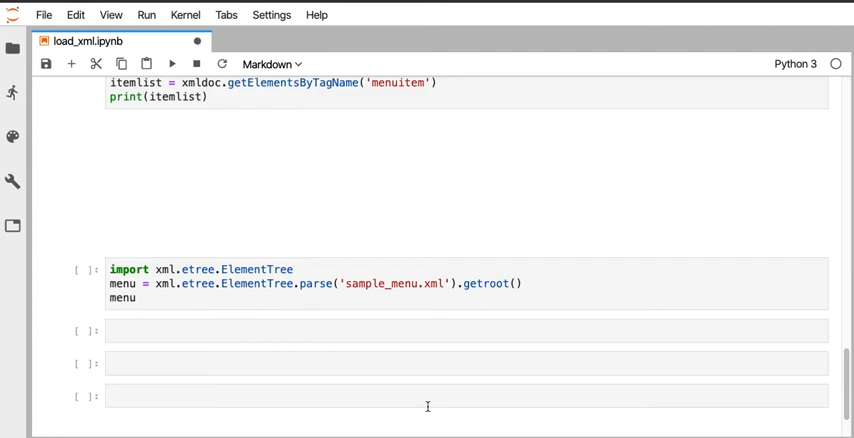 File Edit View Run Kernel Tabs Settings Help
load_xml.ipynb
Markdown Python 3
itemlist = xmldoc.getElementsByTagName('menuitem')
print(itemlist)
[ ]: import xml.etree.ElementTree
menu = xml.etree.ElementTree.parse('sample_menu.xml').getroot()
menu
[ ]:
[ ]:
[ ]: